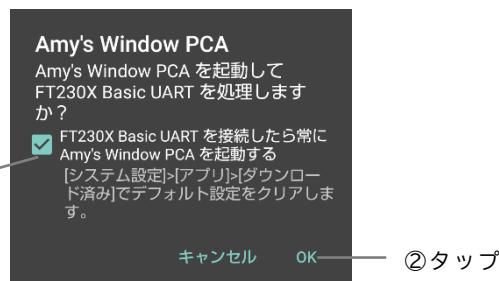 Amy's Window PCA
Amy's Window PCA を起動して
FT230X Basic UART を処理します
か？
FT230X Basic UART を接続したら常に
Amy's Window PCA を起動する
[システム設定]>[アプリ]>[ダウンロー
ド済み]でデフォルト設定をクリアしま
す。
キャンセル OK
②タップ